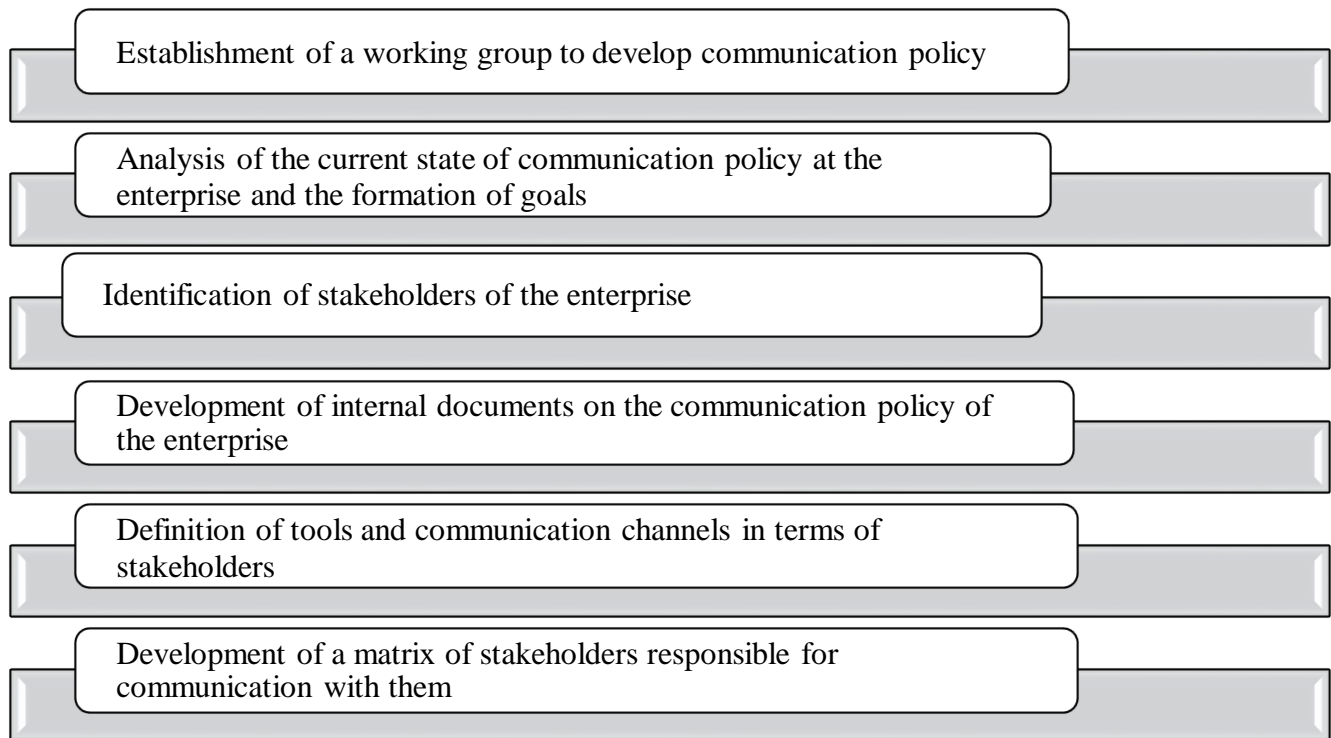 Establishment of a working group to develop communication policy
Analysis of the current state of communication policy at the
enterprise and the formation of goals
Identification of stakeholders of the enterprise
Development of internal documents on the communication policy of
the enterprise
Definition of tools and communication channels in terms of
stakeholders
Development of a matrix of stakeholders responsible for
communication with them